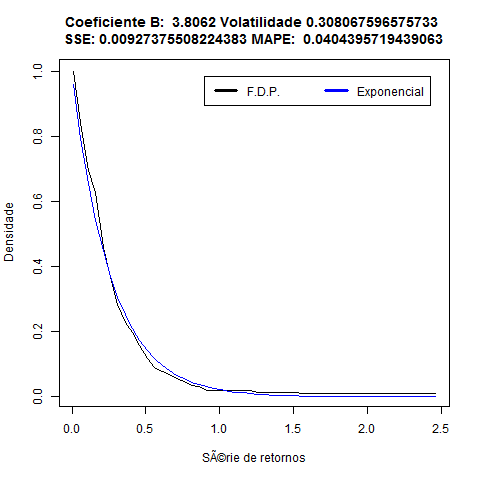 Coeficiente B:  3.8062 Volatilidade 0.308067596575733
SSE: 0.00927375508224383 MAPE:  0.0404395719439063
F.D.P.
Exponencial
Densidade
1.0
0.8
0.6
0.4
0.2
0.0
0.0
0.5
1.0
1.5
2.0
2.5
SÃ©rie de retornos